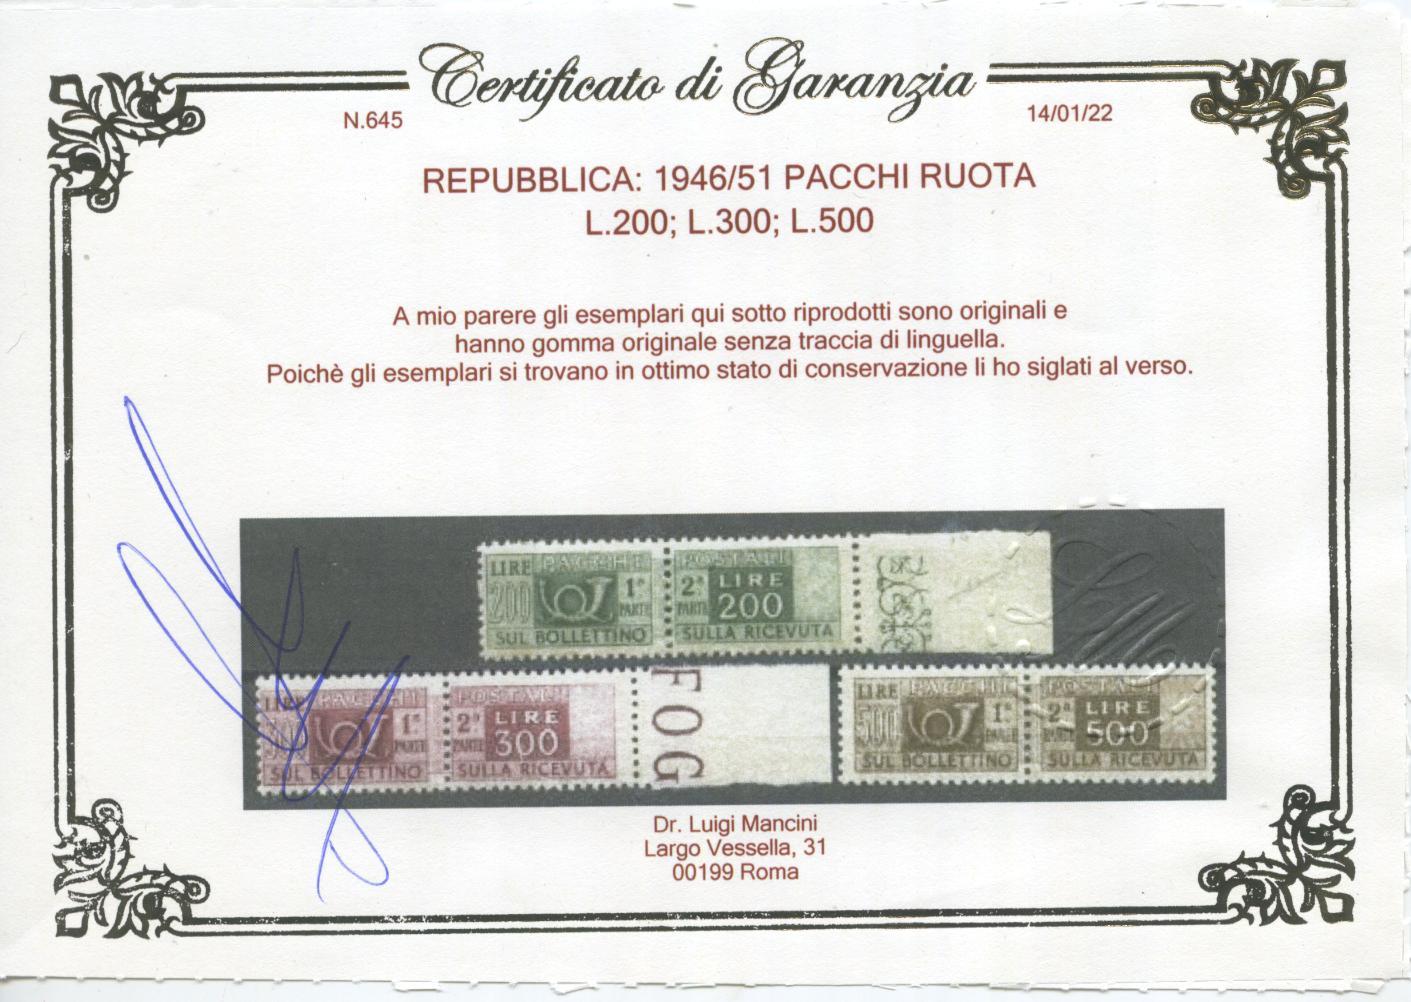 Certificato di Garanzia
N.645
14/01/22
REPUBBLICA: 1946/51 PACCHI RUOTA
L.200; L.300; L.500
A mio parere gli esemplari qui sotto riprodotti sono originali e
hanno gomma originale senza traccia di linguella.
Poichè gli esemplari si trovano in ottimo stato di conservazione li ho siglati al verso.
LIRE PACCHI POSTALI
200 1ª PARTE 2ª PARTE LIRE 200
SUL BOLLETTINO SULLA RICEVUTA
LIRE PACCHI POSTALI
1ª PARTE 2ª PARTE LIRE 300
SUL BOLLETTINO SULLA RICEVUTA
FOG
LIRE PACCHI POSTALI
500 1ª PARTE 2ª PARTE LIRE 500
SUL BOLLETTINO SULLA RICEVUTA
Dr. Luigi Mancini
Largo Vessella, 31
00199 Roma